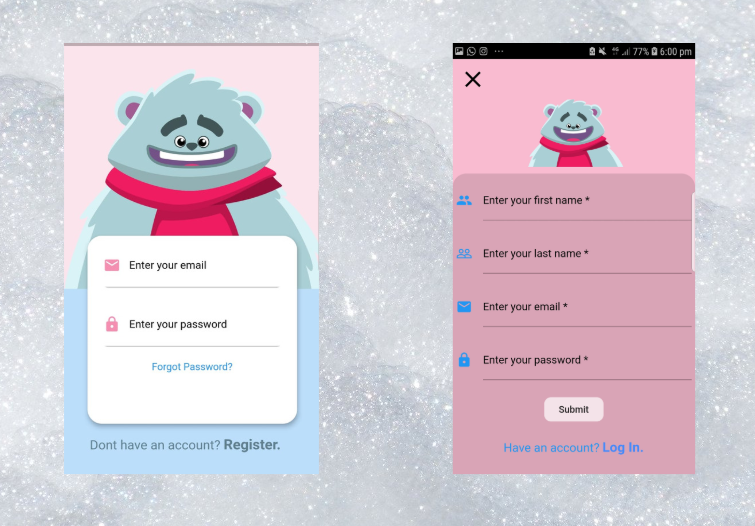 Enter your email
Enter your password
Forgot Password?
Dont have an account? Register.
4G 77% 6:00 pm
Enter your first name *
Enter your last name *
Enter your email *
Enter your password *
Submit
Have an account? Log In.